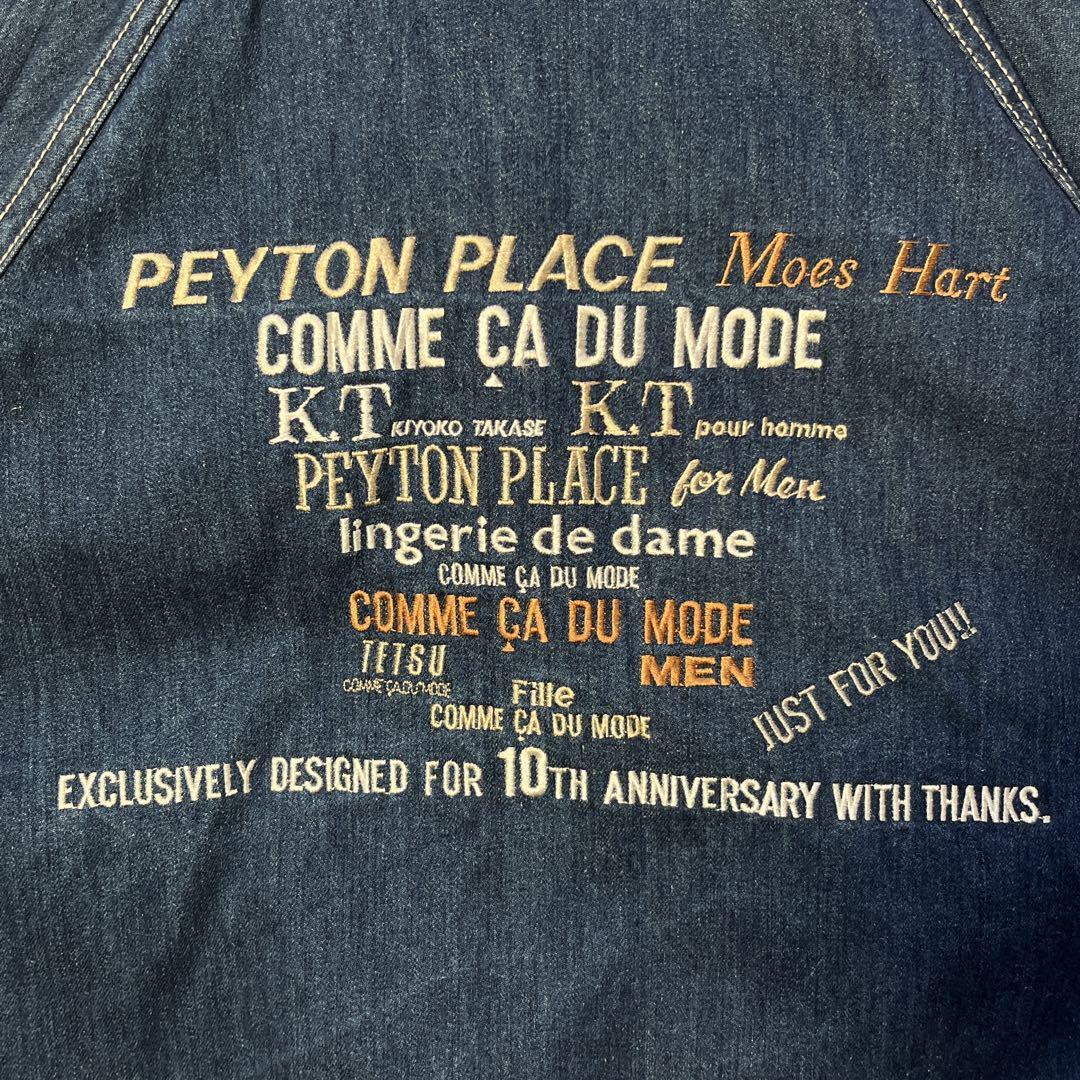 PEYTON PLACE Moes Hart
COMME ÇA DU MODE
K.T KIYOKO TAKASE K.T pour homme
PEYTON PLACE for Men
lingerie de dame
COMME ÇA DU MODE
COMME ÇA DU MODE
TETSU MEN
COMME ÇA DU MODE Fille
COMME ÇA DU MODE
JUST FOR YOU!!
EXCLUSIVELY DESIGNED FOR 10TH ANNIVERSARY WITH THANKS.